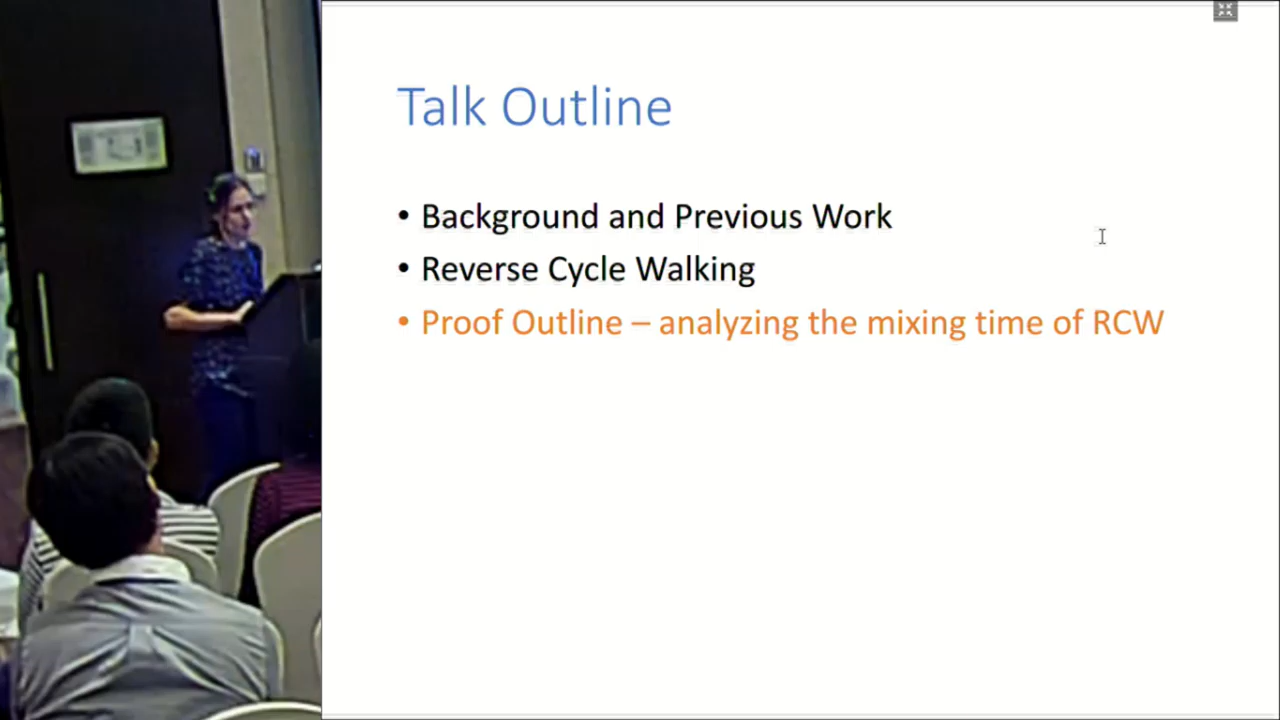 Talk Outline
• Background and Previous Work
• Reverse Cycle Walking
• Proof Outline – analyzing the mixing time of RCW